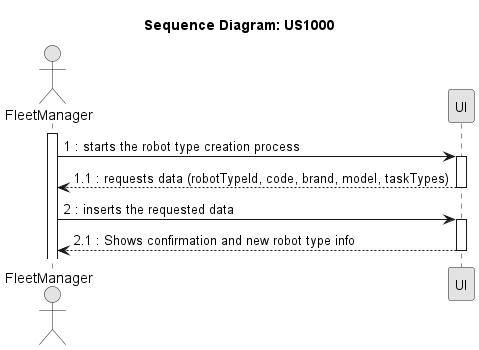 Sequence Diagram: US1000
FleetManager
UI
1 : starts the robot type creation process
1.1 : requests data (robotTypeId, code, brand, model, taskTypes)
2 : inserts the requested data
2.1 : Shows confirmation and new robot type info
FleetManager
UI